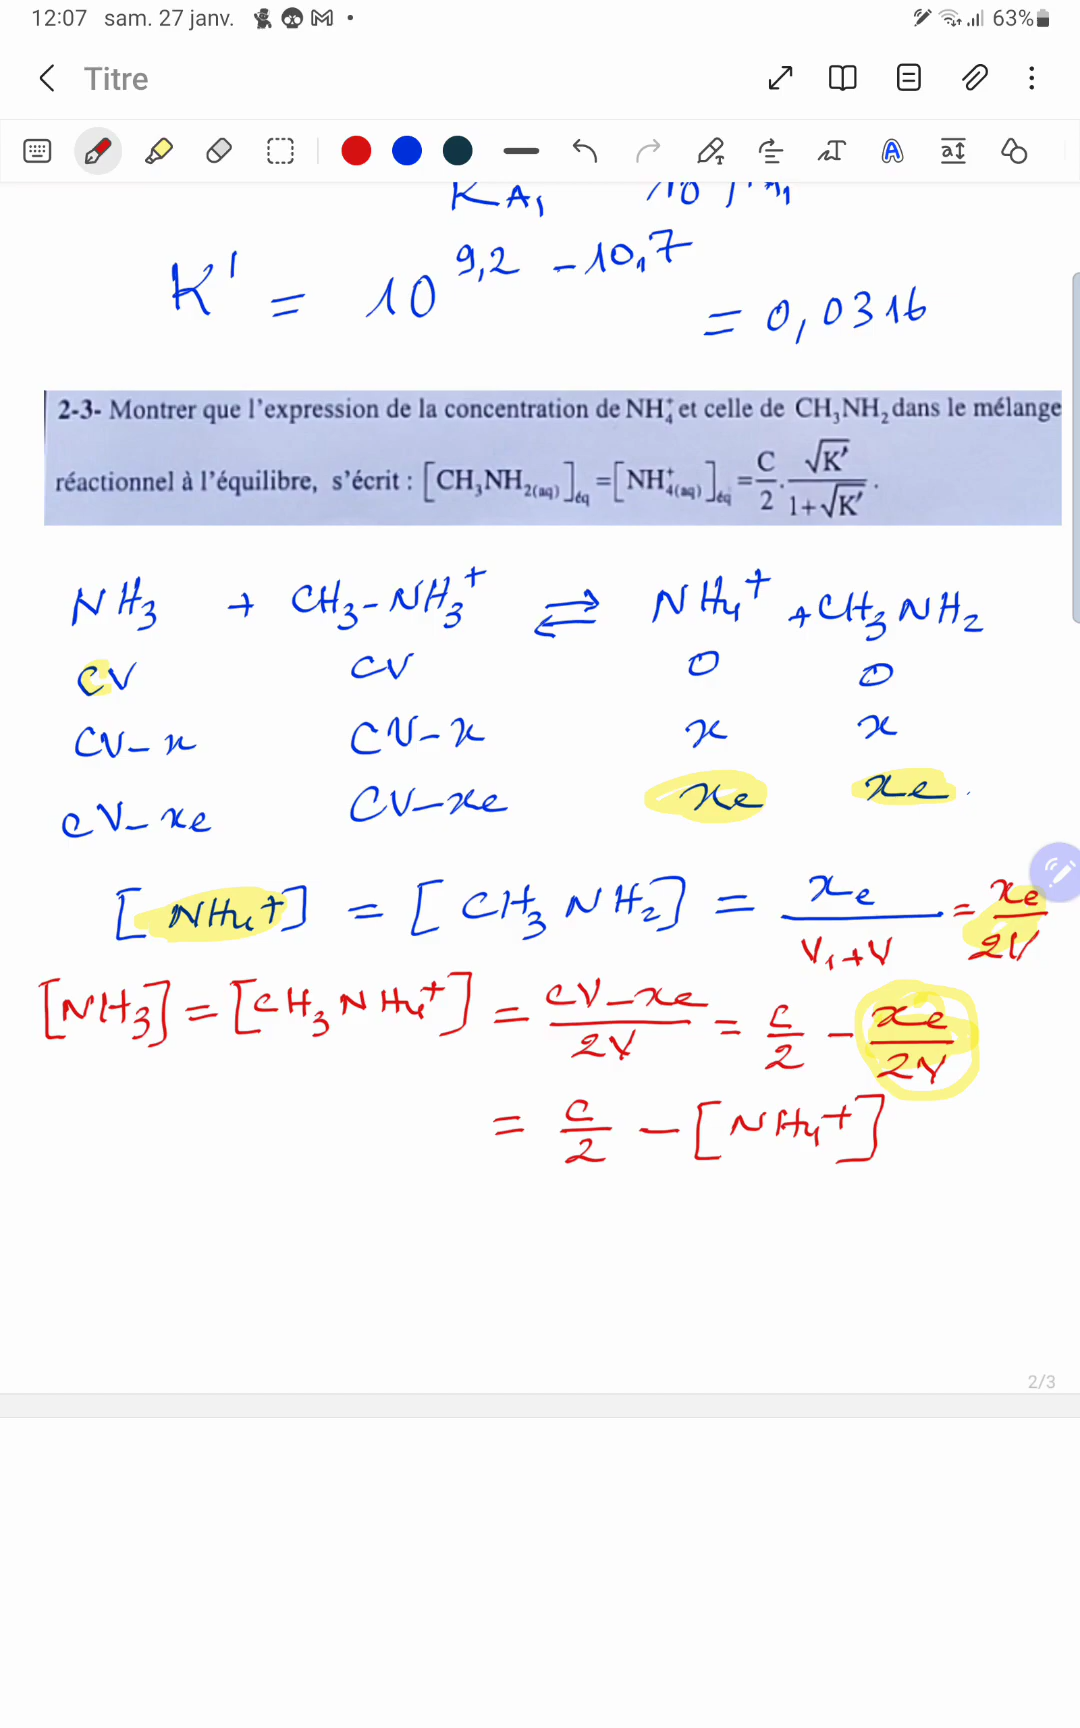 12:07 sam. 27 janv. 63%
Titre
K A₁ 10
K' = 10^(9,2 - 10,7) = 0,0316
2-3- Montrer que l'expression de la concentration de NH₄⁺ et celle de CH₃NH₂ dans le mélange
réactionnel à l'équilibre, s'écrit : [CH₃NH₂(aq)]éq = [NH₄⁺(aq)]éq = C/2 . √K'/(1+√K') .
NH₃ + CH₃-NH₃⁺ ⇌ NH₄⁺ + CH₃NH₂
CV CV 0 0
CV-x CV-x x x
CV-xe CV-xe xe xe.
[NH₄⁺] = [CH₃NH₂] = xe/(V₁+V) = xe/2V
[NH₃] = [CH₃NH₄⁺] = (CV-xe)/2V = C/2 - xe/2V
= C/2 - [NH₄⁺]
2/3